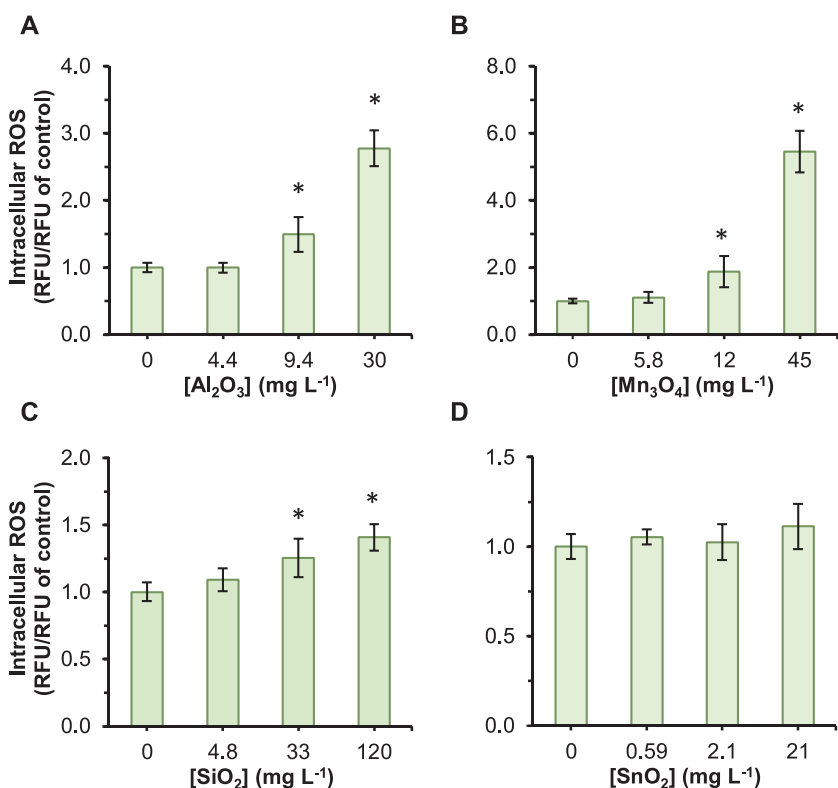 A
Intracellular ROS
(RFU/RFU of control)
4.0
3.0
2.0
1.0
0.0
*
*
0 4.4 9.4 30
[Al₂O₃] (mg L⁻¹)
B
8.0
6.0
4.0
2.0
0.0
*
*
0 5.8 12 45
[Mn₃O₄] (mg L⁻¹)
C
Intracellular ROS
(RFU/RFU of control)
2.0
1.5
1.0
0.5
0.0
*
*
0 4.8 33 120
[SiO₂] (mg L⁻¹)
D
1.5
1.0
0.5
0.0
0 0.59 2.1 21
[SnO₂] (mg L⁻¹)